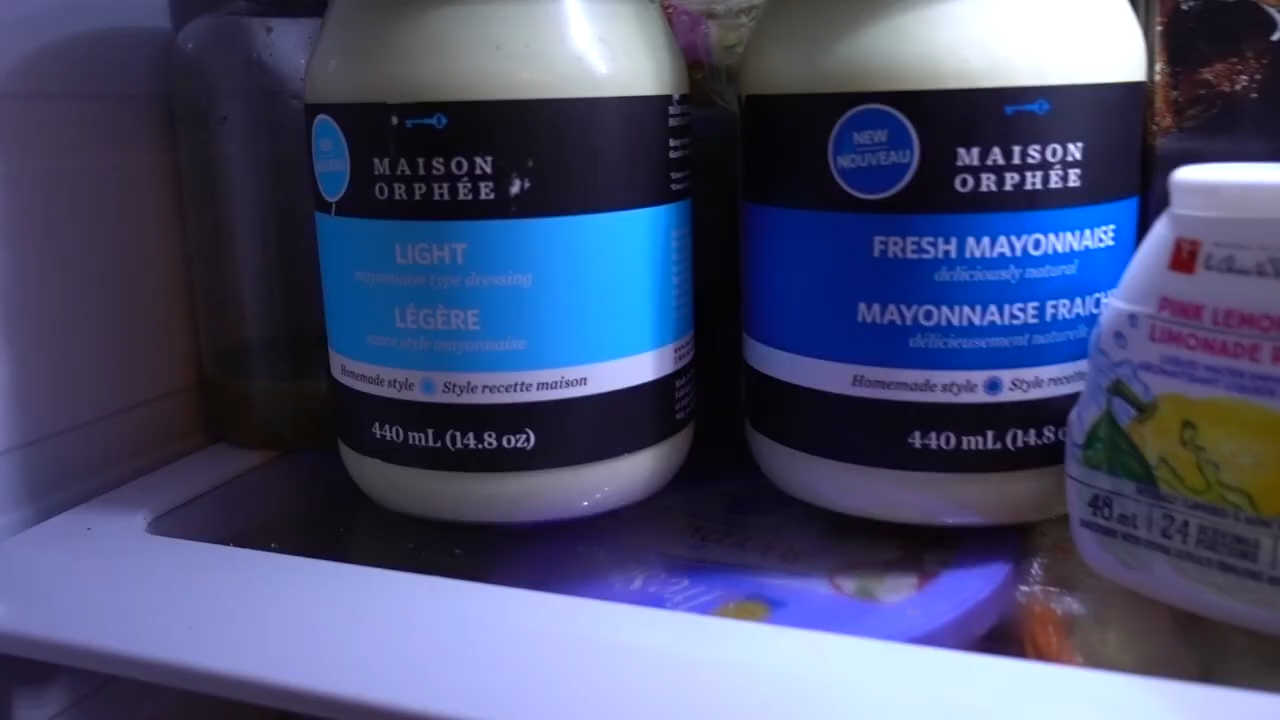 NEW
NOUVEAU
MAISON
ORPHÉE
LIGHT
mayonnaise type dressing
LÉGÈRE
sauce style mayonnaise
Homemade style Style recette maison
440 mL (14.8 oz)
NEW
NOUVEAU
MAISON
ORPHÉE
FRESH MAYONNAISE
deliciously natural
MAYONNAISE FRAICH
délicieusement naturelle
Homemade style Style recette
440 mL (14.8 o
PINK LEMO
LIMONADE
48 mL 24